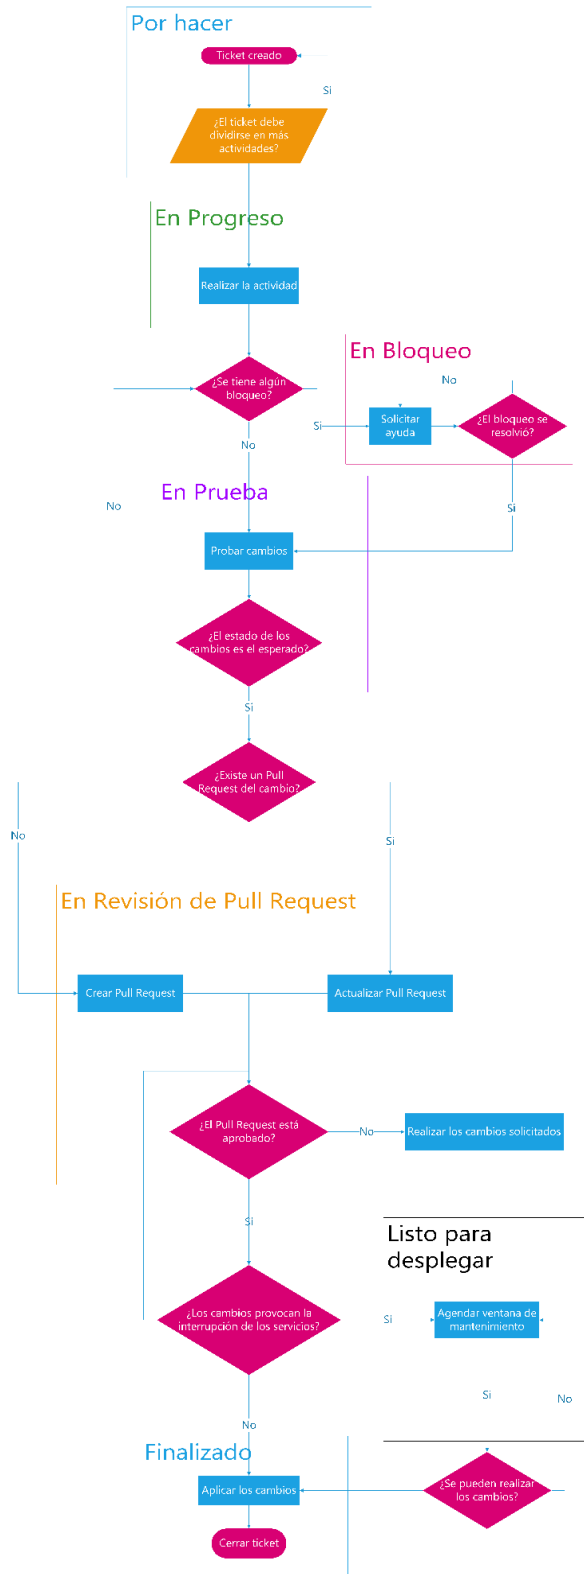 Por hacer
Ticket creado
Si
¿El ticket debe
dividirse en más
actividades?
En Progreso
Realizar la actividad
En Bloqueo
¿Se tiene algún
bloqueo?
No
Si
Solicitar
ayuda
¿El bloqueo se
resolvió?
No
En Prueba
No
Si
Probar cambios
¿El estado de los
cambios es el esperado?
Si
¿Existe un Pull
Request del cambio?
No
Si
En Revisión de Pull Request
Crear Pull Request
Actualizar Pull Request
¿El Pull Request está
aprobado?
No
Realizar los cambios solicitados
Si
Listo para
desplegar
¿Los cambios provocan la
interrupción de los servicios?
Si
Agendar ventana de
mantenimiento
Si
No
No
Finalizado
Aplicar los cambios
¿Se pueden realizar
los cambios?
Cerrar ticket